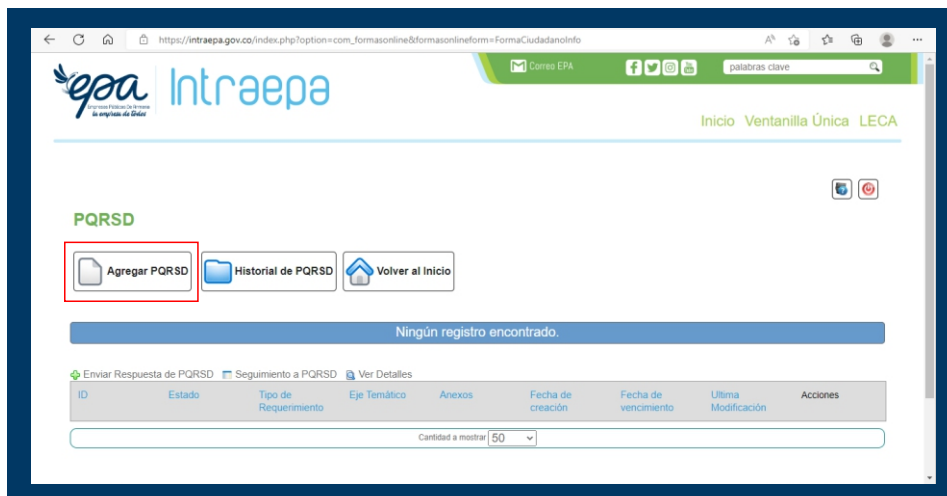 https://intraepa.gov.co/index.php?option=com_formasonline&formasonlineform=FormaCiudadanoInfo
epa
Empresas Públicas De Armenia
la empresa de todos
Intraepa
Correo EPA
palabras clave
Inicio Ventanilla Única LECA
PQRSD
Agregar PQRSD Historial de PQRSD Volver al Inicio
Ningún registro encontrado.
Enviar Respuesta de PQRSD Seguimiento a PQRSD Ver Detalles
ID Estado Tipo de Requerimiento Eje Temático Anexos Fecha de creación Fecha de vencimiento Ultima Modificación Acciones
Cantidad a mostrar 50